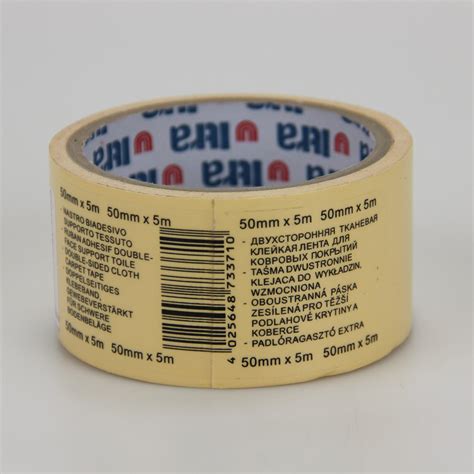 50mm x 5m 50mm x 5m
- NASTRO BIADESIVO
SUPPORTO TESSUTO
- RUBAN ADHESIF DOUBLE-
FACE SUPPORT TOILE
- DOUBLE-SIDED CLOTH
CARPET TAPE
- DOPPELSEITIGES
KLEBEBAND,
GEWEBEVERSTÄRKT
FÜR SCHWERE
BODENBELÄGE
50mm x 5m 50mm x 5m
4 025648 733710
50mm x 5m 50mm x 5m
- ДВУХСТОРОННЯЯ ТКАНЕВАЯ
КЛЕЙКАЯ ЛЕНТА ДЛЯ
КОВРОВЫХ ПОКРЫТИЙ
- TAŚMA DWUSTRONNIE
KLEJACA DO WYKŁADZIN,
WZMOCNIONA
- OBOUSTRANNÁ PÁSKA
ZESÍLENÁ PRO TĚŽŠÍ
PODLAHOVÉ KRYTINY A
KOBERCE
- PADLÓRAGASZTÓ EXTRA
50mm x 5m 50mm x 5m